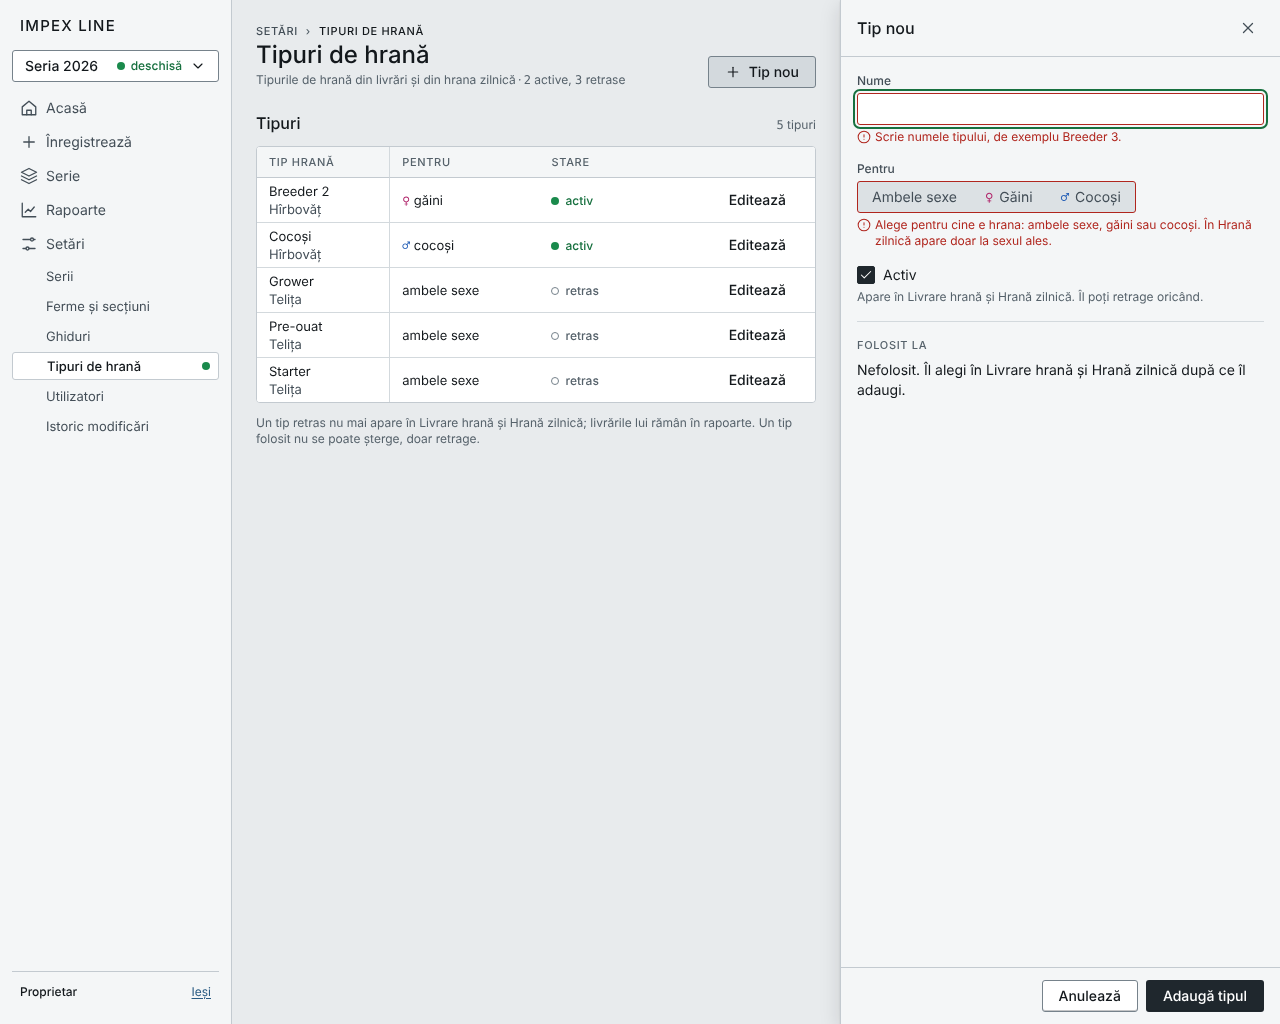 IMPEX LINE
Seria 2026 deschisă
Acasă
Înregistrează
Serie
Rapoarte
Setări
Serii
Ferme și secțiuni
Ghiduri
Tipuri de hrană
Utilizatori
Istoric modificări
Proprietar Ieși
SETĂRI › TIPURI DE HRANĂ
Tipuri de hrană
Tipurile de hrană din livrări și din hrana zilnică · 2 active, 3 retrase
Tip nou
Tipuri 5 tipuri
TIP HRANĂ PENTRU STARE
Breeder 2
Hîrbovăț
♀ găini activ Editează
Cocoși
Hîrbovăț
♂ cocoși activ Editează
Grower
Telița
ambele sexe retras Editează
Pre-ouat
Telița
ambele sexe retras Editează
Starter
Telița
ambele sexe retras Editează
Un tip retras nu mai apare în Livrare hrană și Hrană zilnică; livrările lui rămân în rapoarte. Un tip
folosit nu se poate șterge, doar retrage.
Tip nou
Nume
Scrie numele tipului, de exemplu Breeder 3.
Pentru
Ambele sexe ♀ Găini ♂ Cocoși
Alege pentru cine e hrana: ambele sexe, găini sau cocoși. În Hrană
zilnică apare doar la sexul ales.
Activ
Apare în Livrare hrană și Hrană zilnică. Îl poți retrage oricând.
FOLOSIT LA
Nefolosit. Îl alegi în Livrare hrană și Hrană zilnică după ce îl
adaugi.
Anulează Adaugă tipul